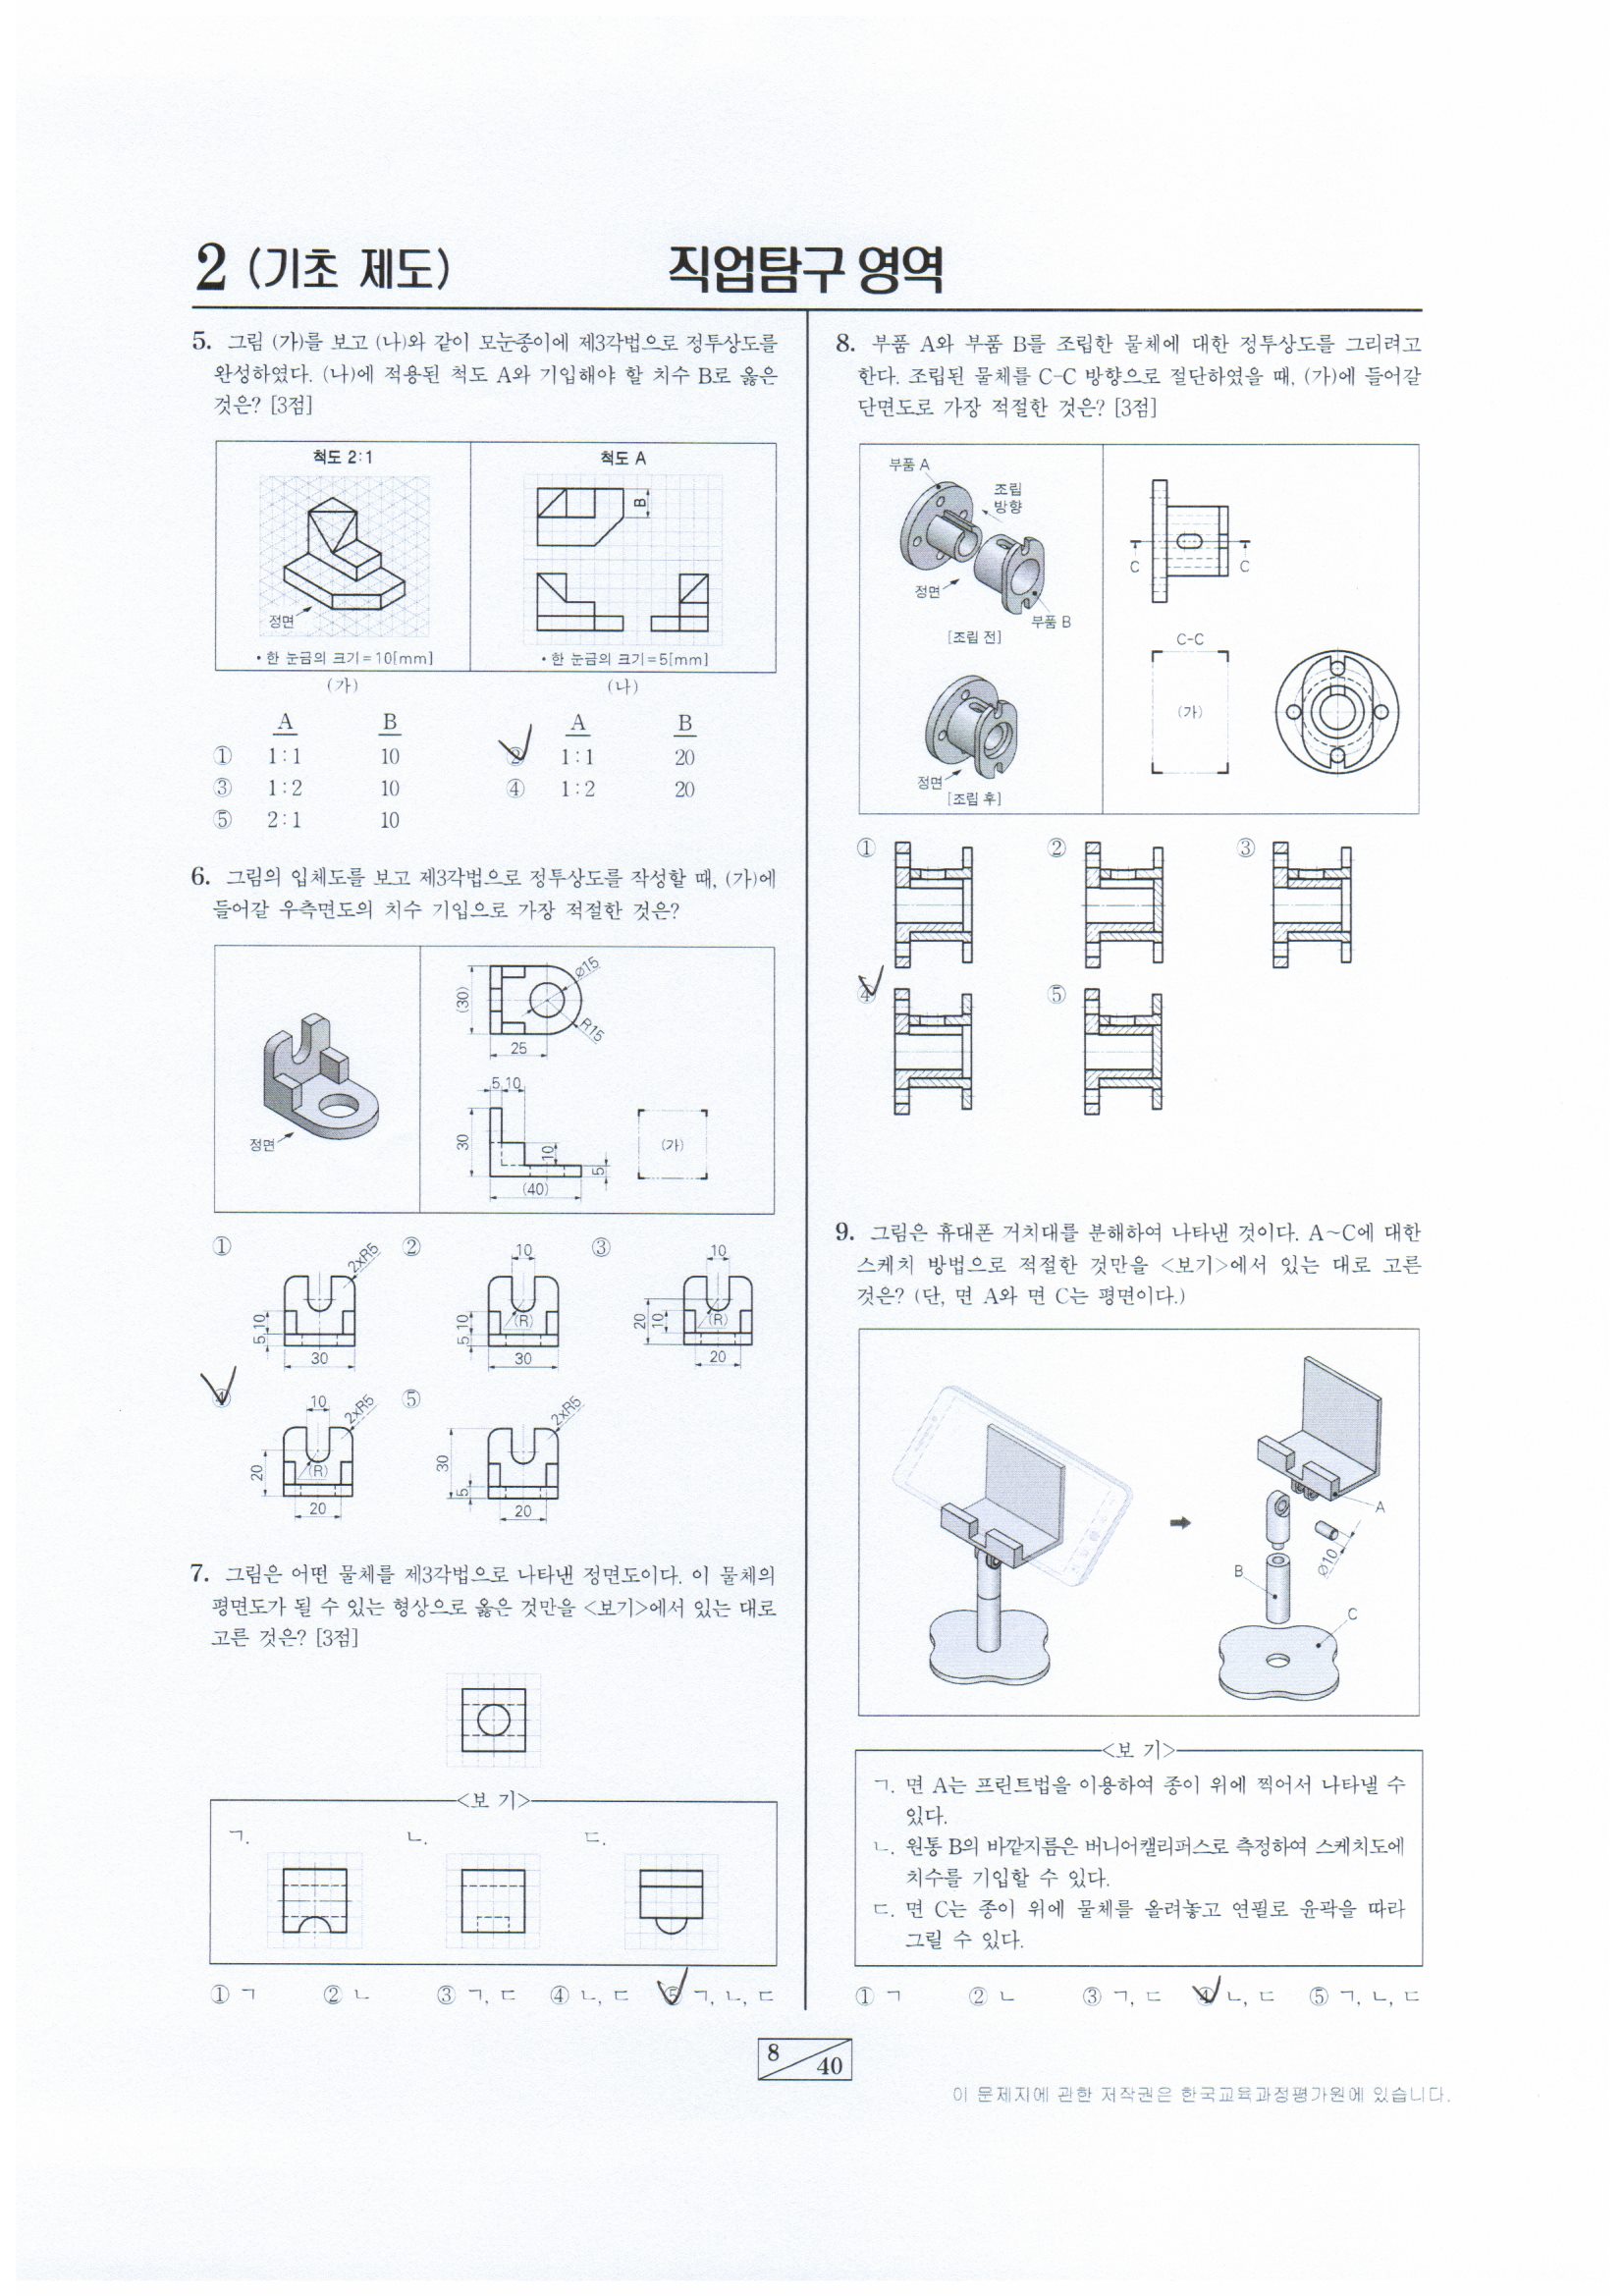 2 (기초 제도)
직업탐구 영역
5. 그림 (가)를 보고 (나)와 같이 모눈종이에 제3각법으로 정투상도를
완성하였다. (나)에 적용된 척도 A와 기입해야 할 치수 B로 옳은
것은? [3점]
척도 2:1
척도 A
B
정면
• 한 눈금의 크기=10[mm]
• 한 눈금의 크기=5[mm]
(가)
(나)
A B A B
① 1:1 10 ② 1:1 20
③ 1:2 10 ④ 1:2 20
⑤ 2:1 10
6. 그림의 입체도를 보고 제3각법으로 정투상도를 작성할 때, (가)에
들어갈 우측면도의 치수 기입으로 가장 적절한 것은?
⌀15
(30)
R15
25
5 10
30
10
5
(40)
(가)
정면
① ② ③
2xR5
5 10
30
10
(R)
5 10
30
10
20
10
(R)
20
④ ⑤
10
2xR5
20
(R)
20
2xR5
30
5
20
7. 그림은 어떤 물체를 제3각법으로 나타낸 정면도이다. 이 물체의
평면도가 될 수 있는 형상으로 옳은 것만을 <보기>에서 있는 대로
고른 것은? [3점]
<보 기>
ㄱ. ㄴ. ㄷ.
① ㄱ ② ㄴ ③ ㄱ, ㄷ ④ ㄴ, ㄷ ⑤ ㄱ, ㄴ, ㄷ
8. 부품 A와 부품 B를 조립한 물체에 대한 정투상도를 그리려고
한다. 조립된 물체를 C-C 방향으로 절단하였을 때, (가)에 들어갈
단면도로 가장 적절한 것은? [3점]
부품 A
조립
방향
정면
부품 B
[조립 전]
정면
[조립 후]
C C
C-C
(가)
① ② ③
④ ⑤
9. 그림은 휴대폰 거치대를 분해하여 나타낸 것이다. A~C에 대한
스케치 방법으로 적절한 것만을 <보기>에서 있는 대로 고른
것은? (단, 면 A와 면 C는 평면이다.)
A
⌀10
B
C
<보 기>
ㄱ. 면 A는 프린트법을 이용하여 종이 위에 찍어서 나타낼 수
있다.
ㄴ. 원통 B의 바깥지름은 버니어캘리퍼스로 측정하여 스케치도에
치수를 기입할 수 있다.
ㄷ. 면 C는 종이 위에 물체를 올려놓고 연필로 윤곽을 따라
그릴 수 있다.
① ㄱ ② ㄴ ③ ㄱ, ㄷ ④ ㄴ, ㄷ ⑤ ㄱ, ㄴ, ㄷ
8 40
이 문제지에 관한 저작권은 한국교육과정평가원에 있습니다.